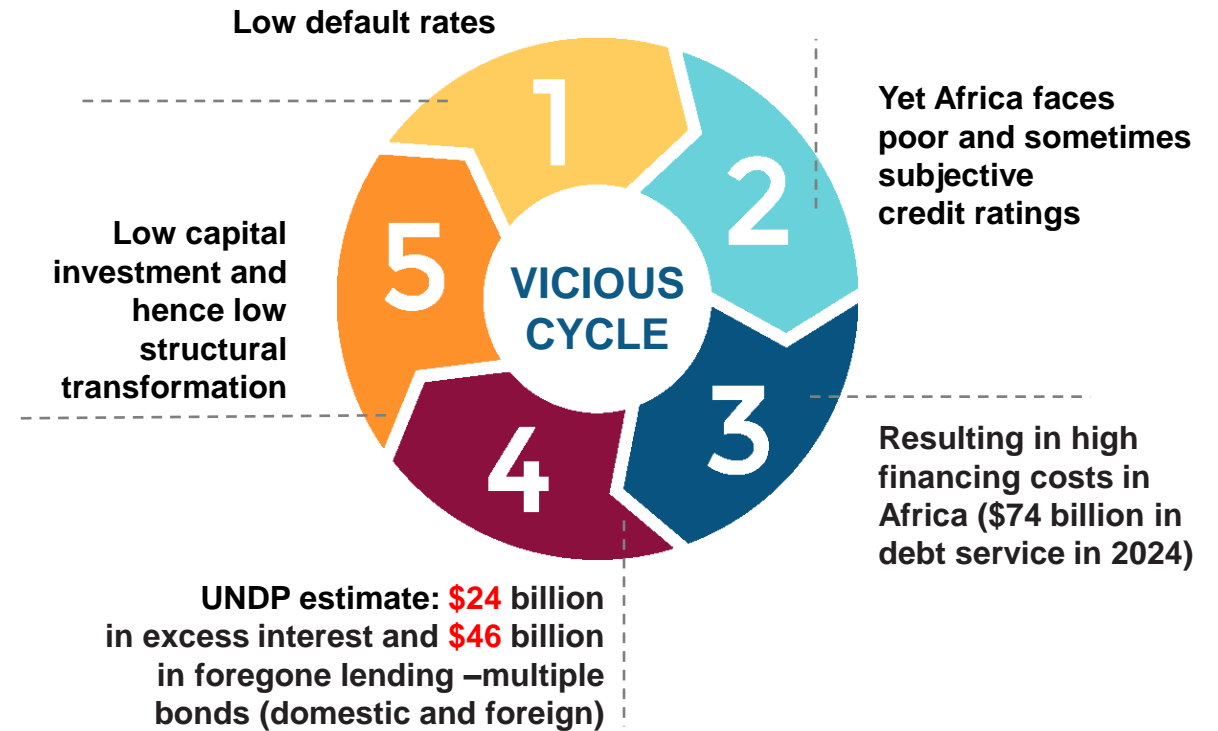 Low default rates
1
Yet Africa faces
poor and sometimes
subjective
credit ratings
2
Resulting in high
financing costs in
Africa ($74 billion in
debt service in 2024)
3
UNDP estimate: $24 billion
in excess interest and $46 billion
in foregone lending –multiple
bonds (domestic and foreign)
4
Low capital
investment and
hence low
structural
transformation
5
VICIOUS
CYCLE